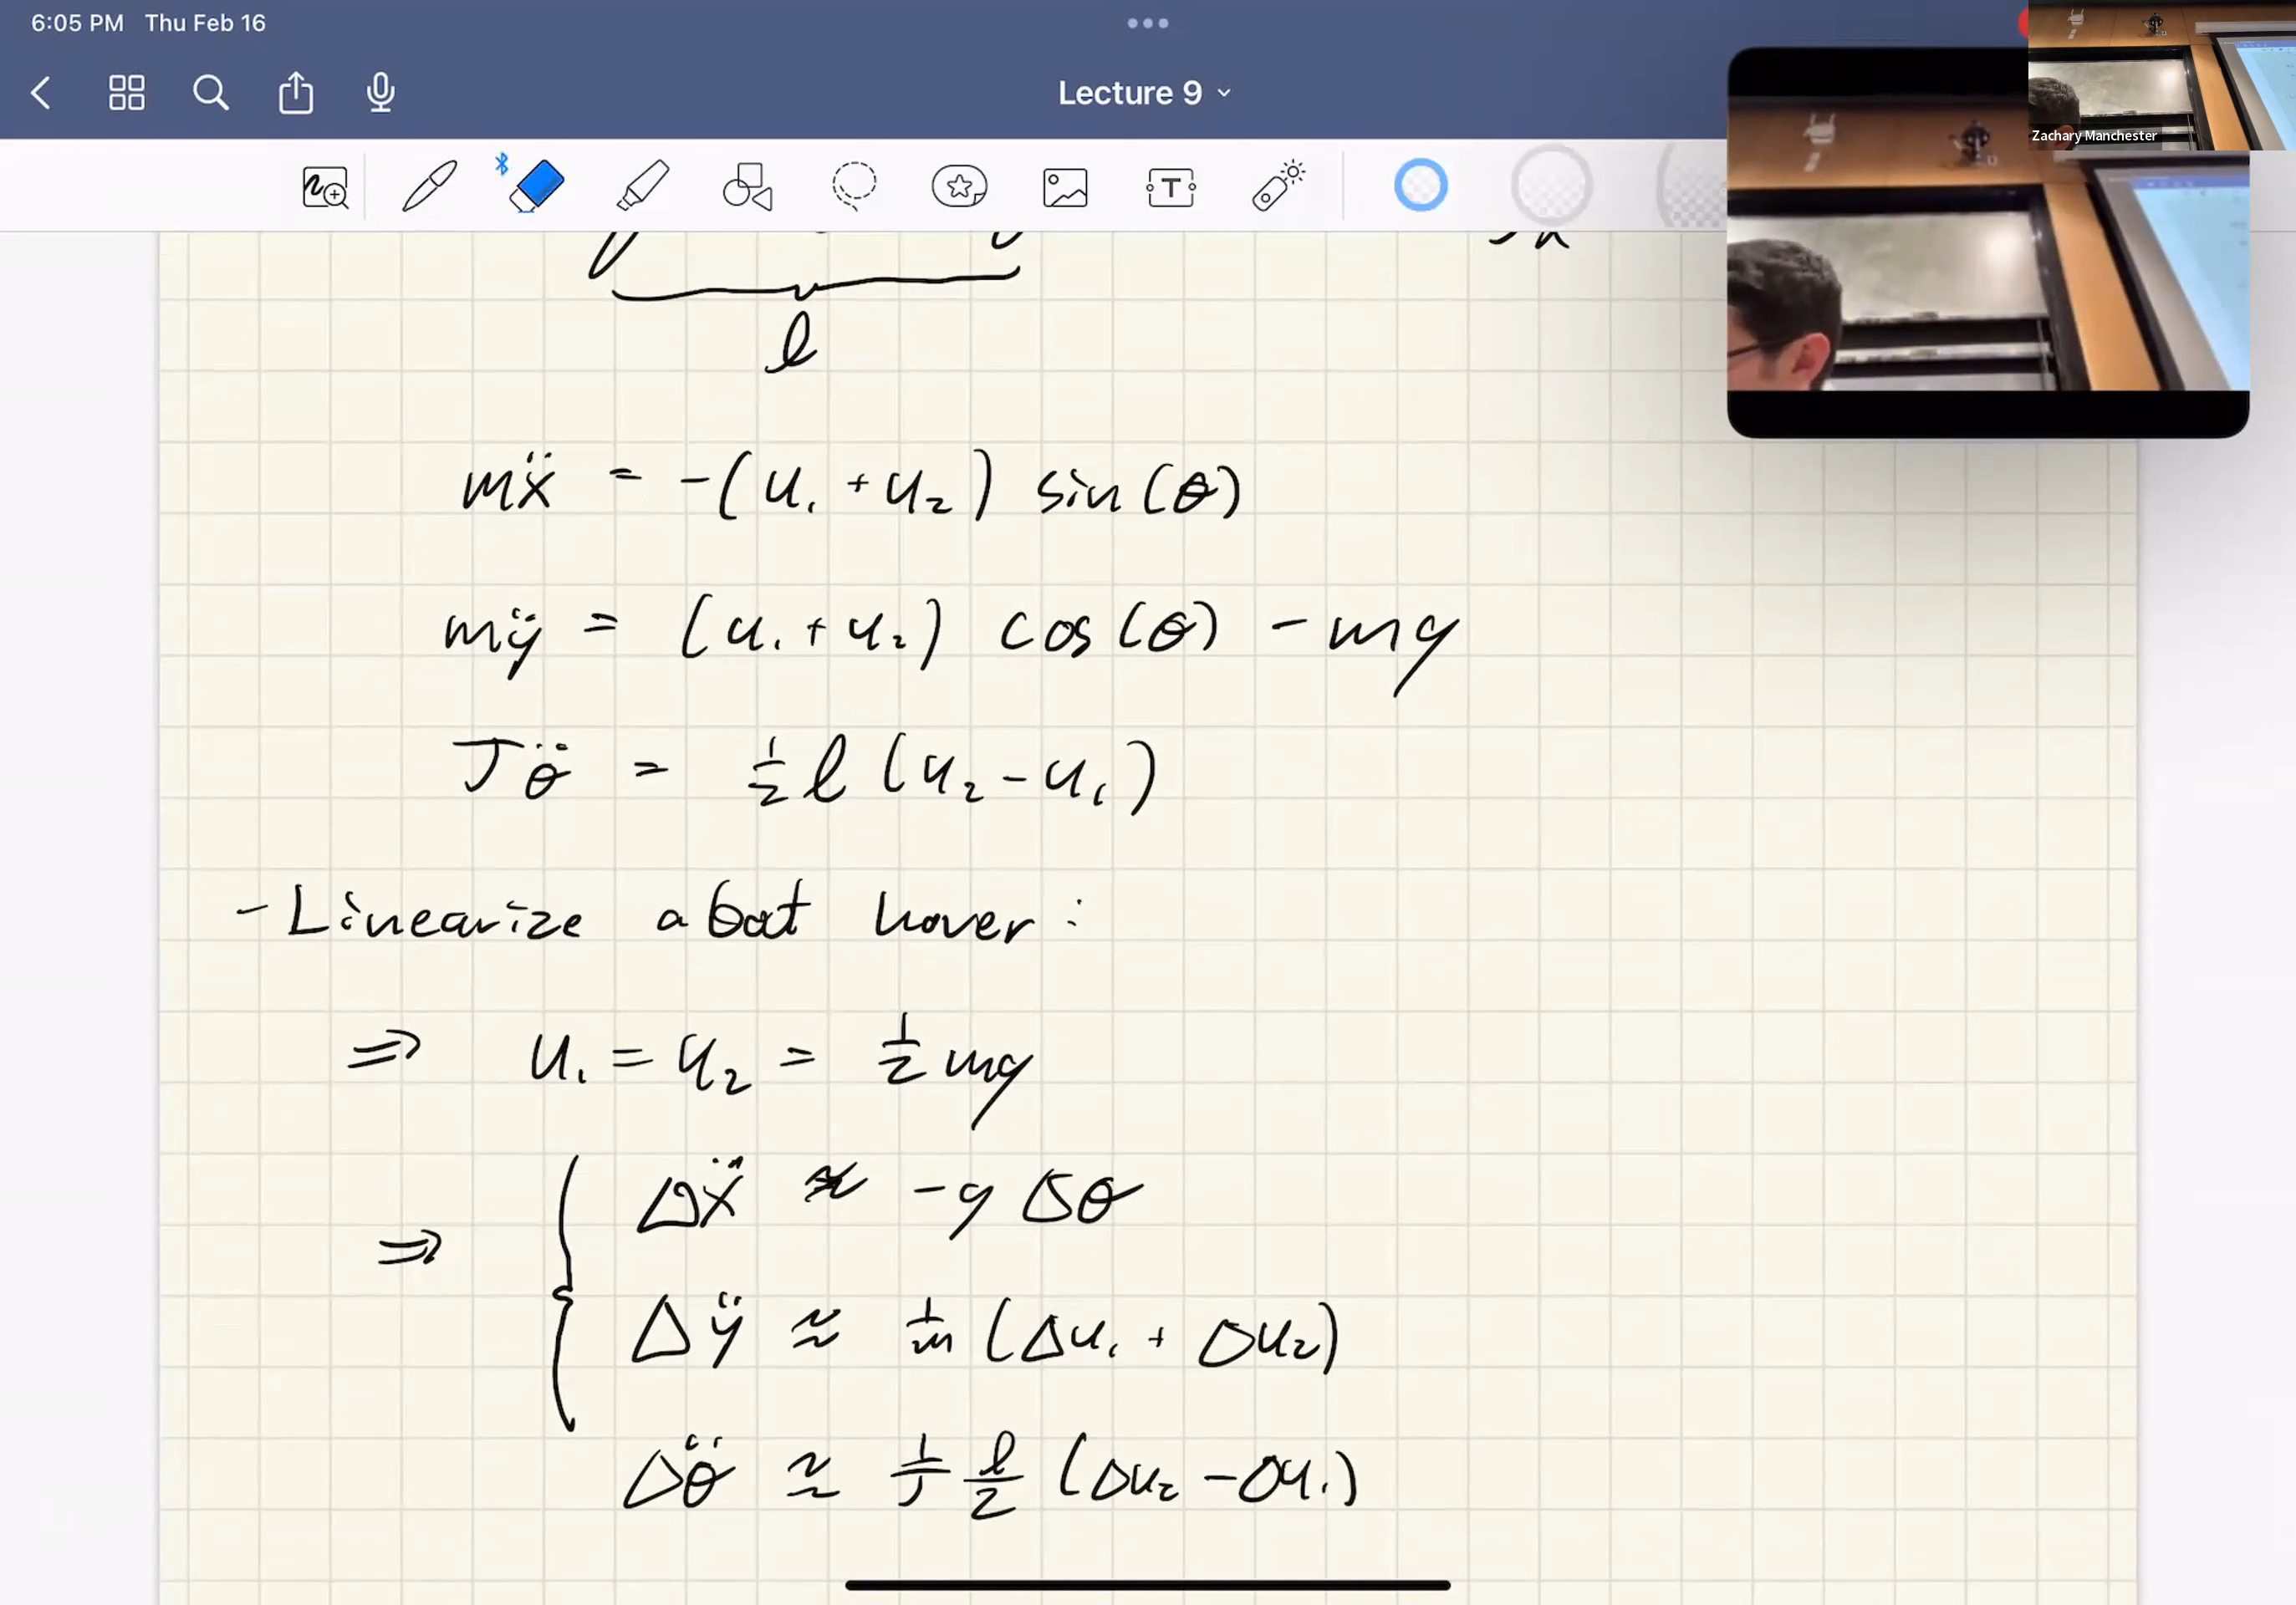 6:05 PM Thu Feb 16
Lecture 9
Zachary Manchester
T
l
mẍ = -(u₁ + u₂) sin(θ)
mÿ = (u₁ + u₂) cos(θ) - mg
Jθ̈ = ½ l (u₂ - u₁)
- Linearize about hover :
⇒ u₁ = u₂ = ½ mg
⇒ { Δẍ ≈ -g Δθ
Δÿ ≈ 1/m (Δu₁ + Δu₂)
Δθ̈ ≈ 1/J l/2 (Δu₂ - Δu₁)